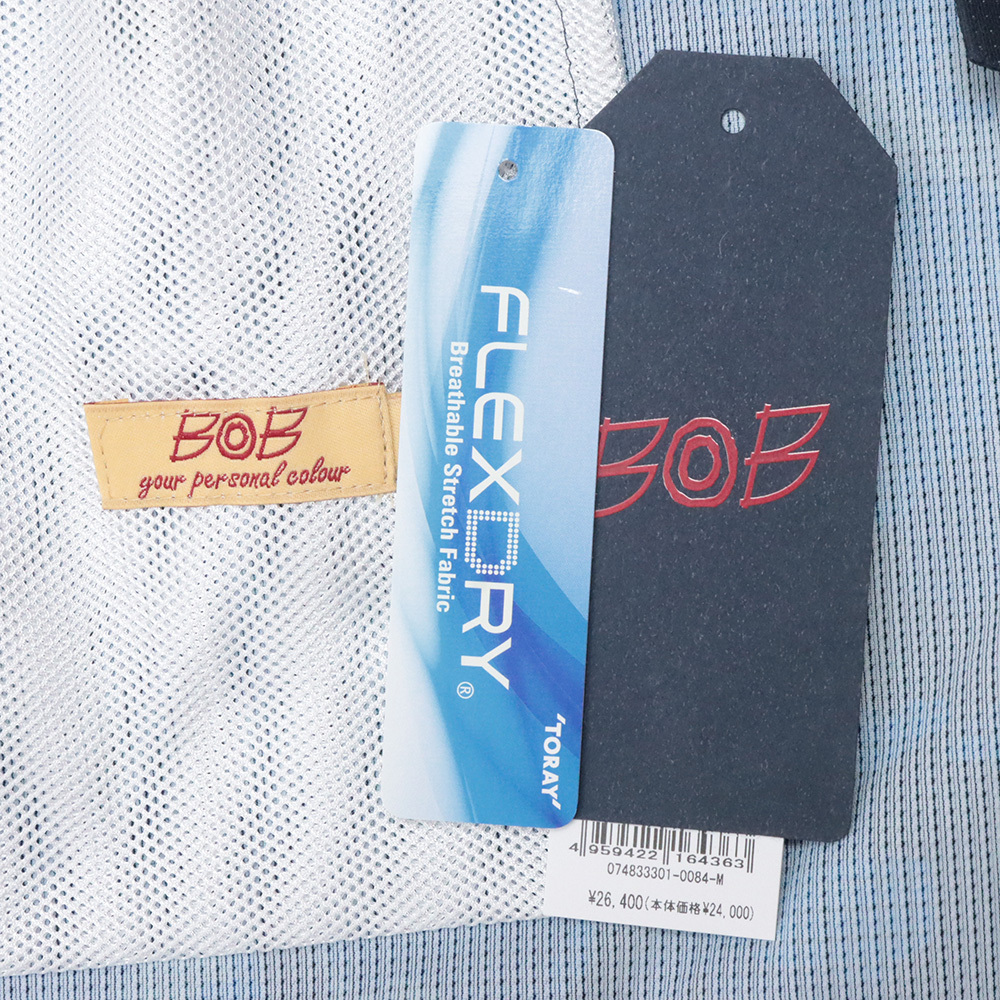 BOB
your personal colour
FLEXDRY®
Breathable Stretch Fabric
'TORAY'
BOB
4 959422 164363
074833301-0084-M
¥26,400(本体価格¥24,000)